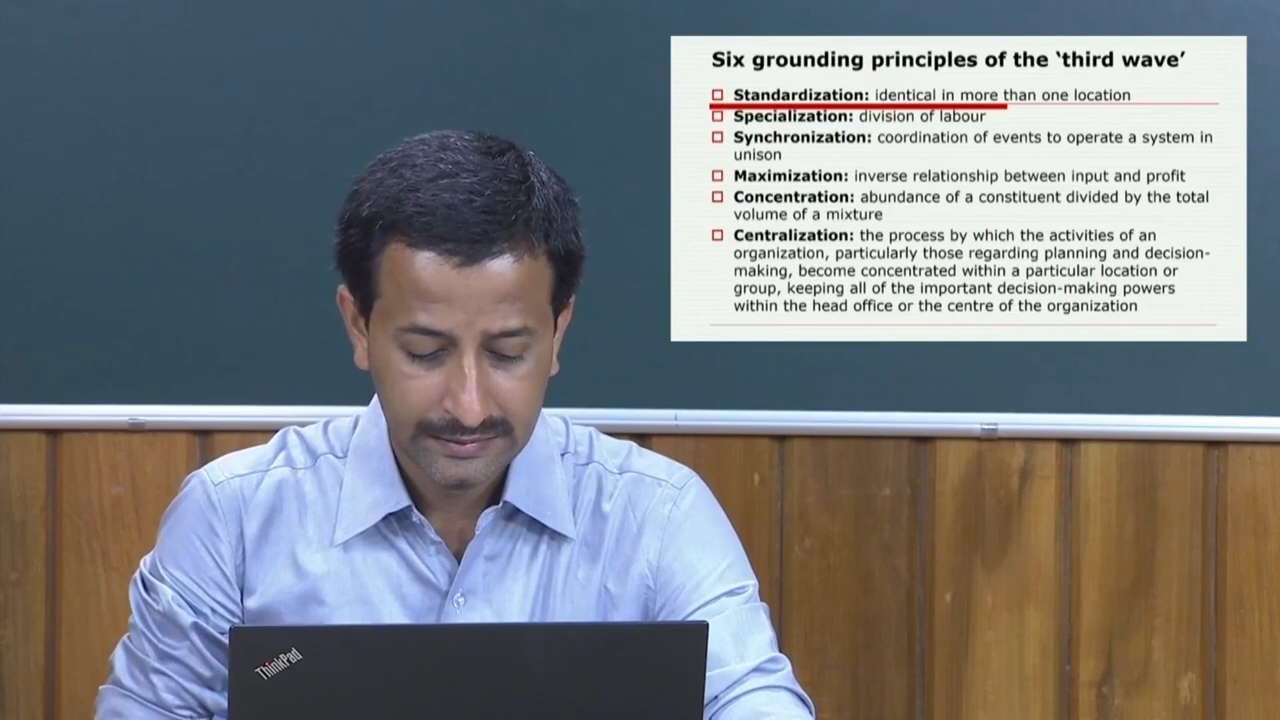 Six grounding principles of the ‘third wave’
Standardization: identical in more than one location
Specialization: division of labour
Synchronization: coordination of events to operate a system in
unison
Maximization: inverse relationship between input and profit
Concentration: abundance of a constituent divided by the total
volume of a mixture
Centralization: the process by which the activities of an
organization, particularly those regarding planning and decision-
making, become concentrated within a particular location or
group, keeping all of the important decision-making powers
within the head office or the centre of the organization
ThinkPad